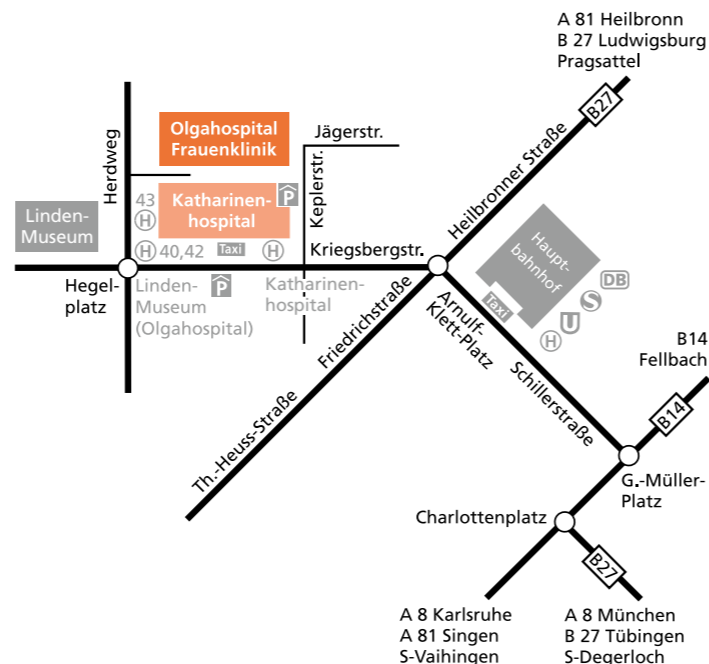 A 81 Heilbronn
B 27 Ludwigsburg
Pragsattel
B27
Heilbronner Straße
Olgahospital
Frauenklinik
Jägerstr.
Keplerstr.
Herdweg
Linden-
Museum
43
H
Katharinen-
hospital
P
H 40,42 Taxi H
Kriegsbergstr.
Hegel-
platz
Linden-
Museum
(Olgahospital)
P
Katharinen-
hospital
Haupt-
bahnhof
Taxi
H U S DB
Arnulf-
Klett-Platz
Friedrichstraße
Th.-Heuss-Straße
Schillerstraße
B14
Fellbach
B14
G.-Müller-
Platz
Charlottenplatz
B27
A 8 Karlsruhe
A 81 Singen
S-Vaihingen
A 8 München
B 27 Tübingen
S-Degerloch